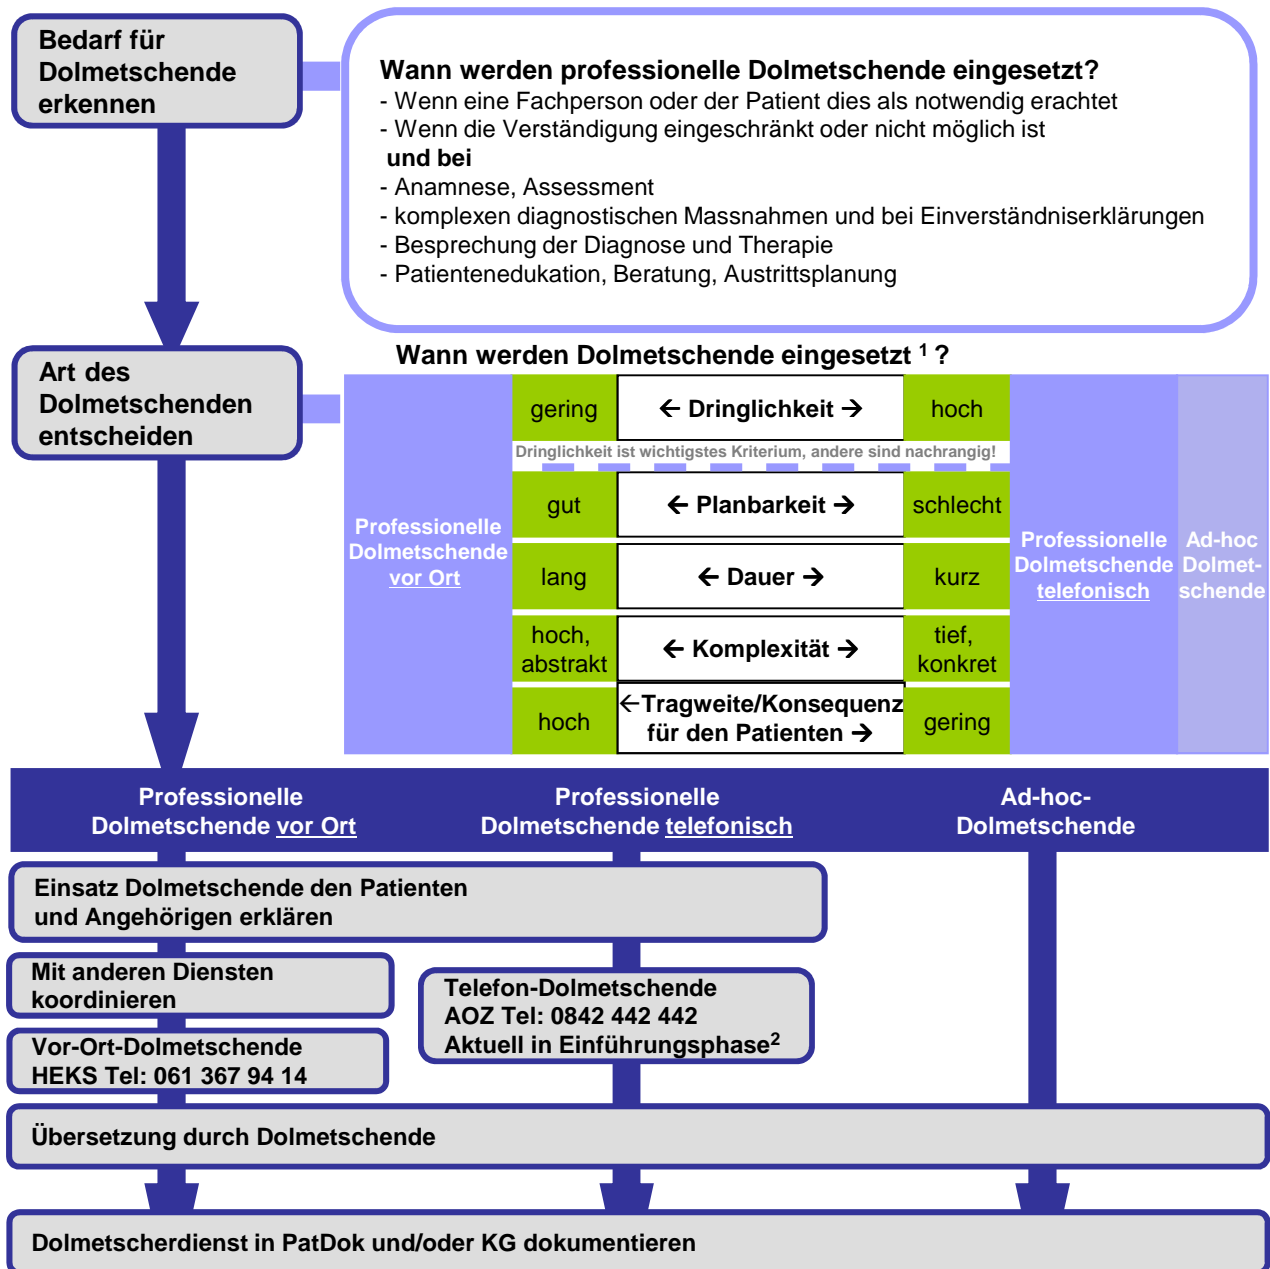 Bedarf für
Dolmetschende
erkennen
Wann werden professionelle Dolmetschende eingesetzt?
- Wenn eine Fachperson oder der Patient dies als notwendig erachtet
- Wenn die Verständigung eingeschränkt oder nicht möglich ist
und bei
- Anamnese, Assessment
- komplexen diagnostischen Massnahmen und bei Einverständniserklärungen
- Besprechung der Diagnose und Therapie
- Patientenedukation, Beratung, Austrittsplanung
Art des
Dolmetschenden
entscheiden
Wann werden Dolmetschende eingesetzt ¹ ?
Professionelle
Dolmetschende
vor Ort
gering
← Dringlichkeit →
hoch
Dringlichkeit ist wichtigstes Kriterium, andere sind nachrangig!
gut
← Planbarkeit →
schlecht
lang
← Dauer →
kurz
hoch,
abstrakt
← Komplexität →
tief,
konkret
hoch
←Tragweite/Konsequenz
für den Patienten →
gering
Professionelle
Dolmetschende
telefonisch
Ad-hoc
Dolmet-
schende
Professionelle
Dolmetschende vor Ort
Professionelle
Dolmetschende telefonisch
Ad-hoc-
Dolmetschende
Einsatz Dolmetschende den Patienten
und Angehörigen erklären
Mit anderen Diensten
koordinieren
Vor-Ort-Dolmetschende
HEKS Tel: 061 367 94 14
Telefon-Dolmetschende
AOZ Tel: 0842 442 442
Aktuell in Einführungsphase²
Übersetzung durch Dolmetschende
Dolmetscherdienst in PatDok und/oder KG dokumentieren